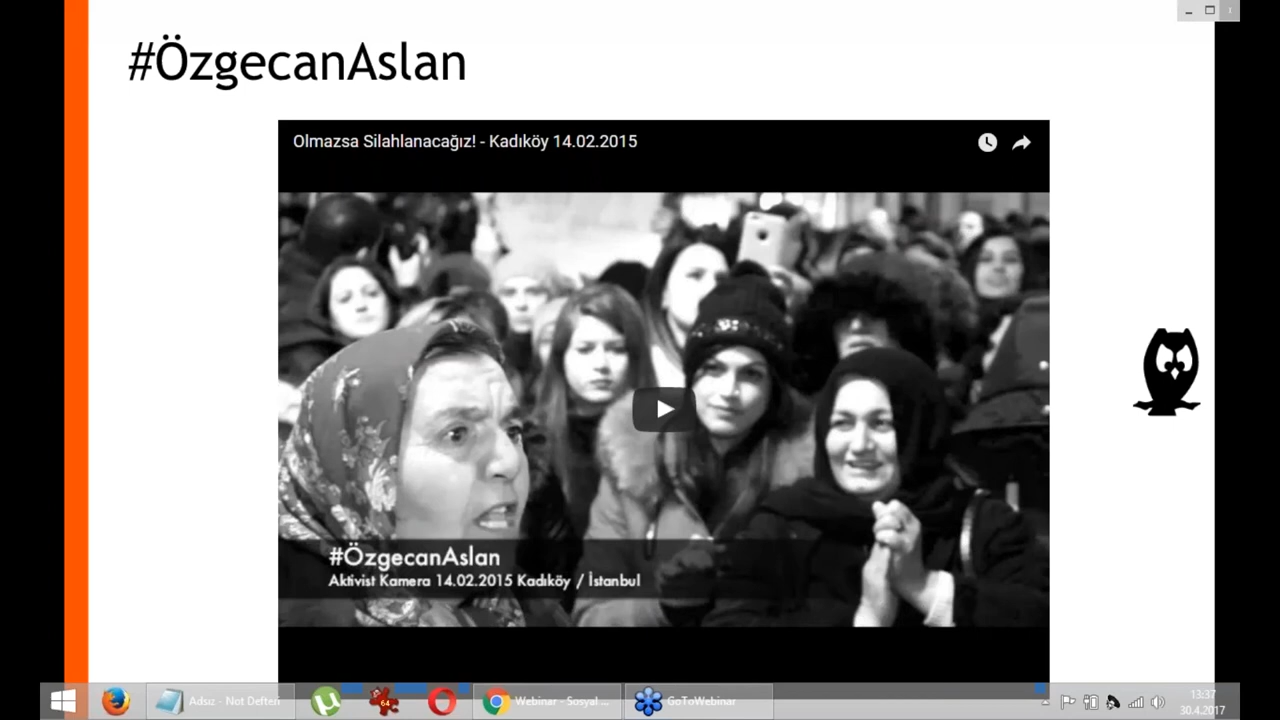 #ÖzgecanAslan
Olmazsa Silahlanacağız! - Kadıköy 14.02.2015
#ÖzgecanAslan
Aktivist Kamera 14.02.2015 Kadıköy / İstanbul
Adsız - Not Defteri
64
Webinar - Sosyal ...
GoToWebinar
13:37
30.4.2017